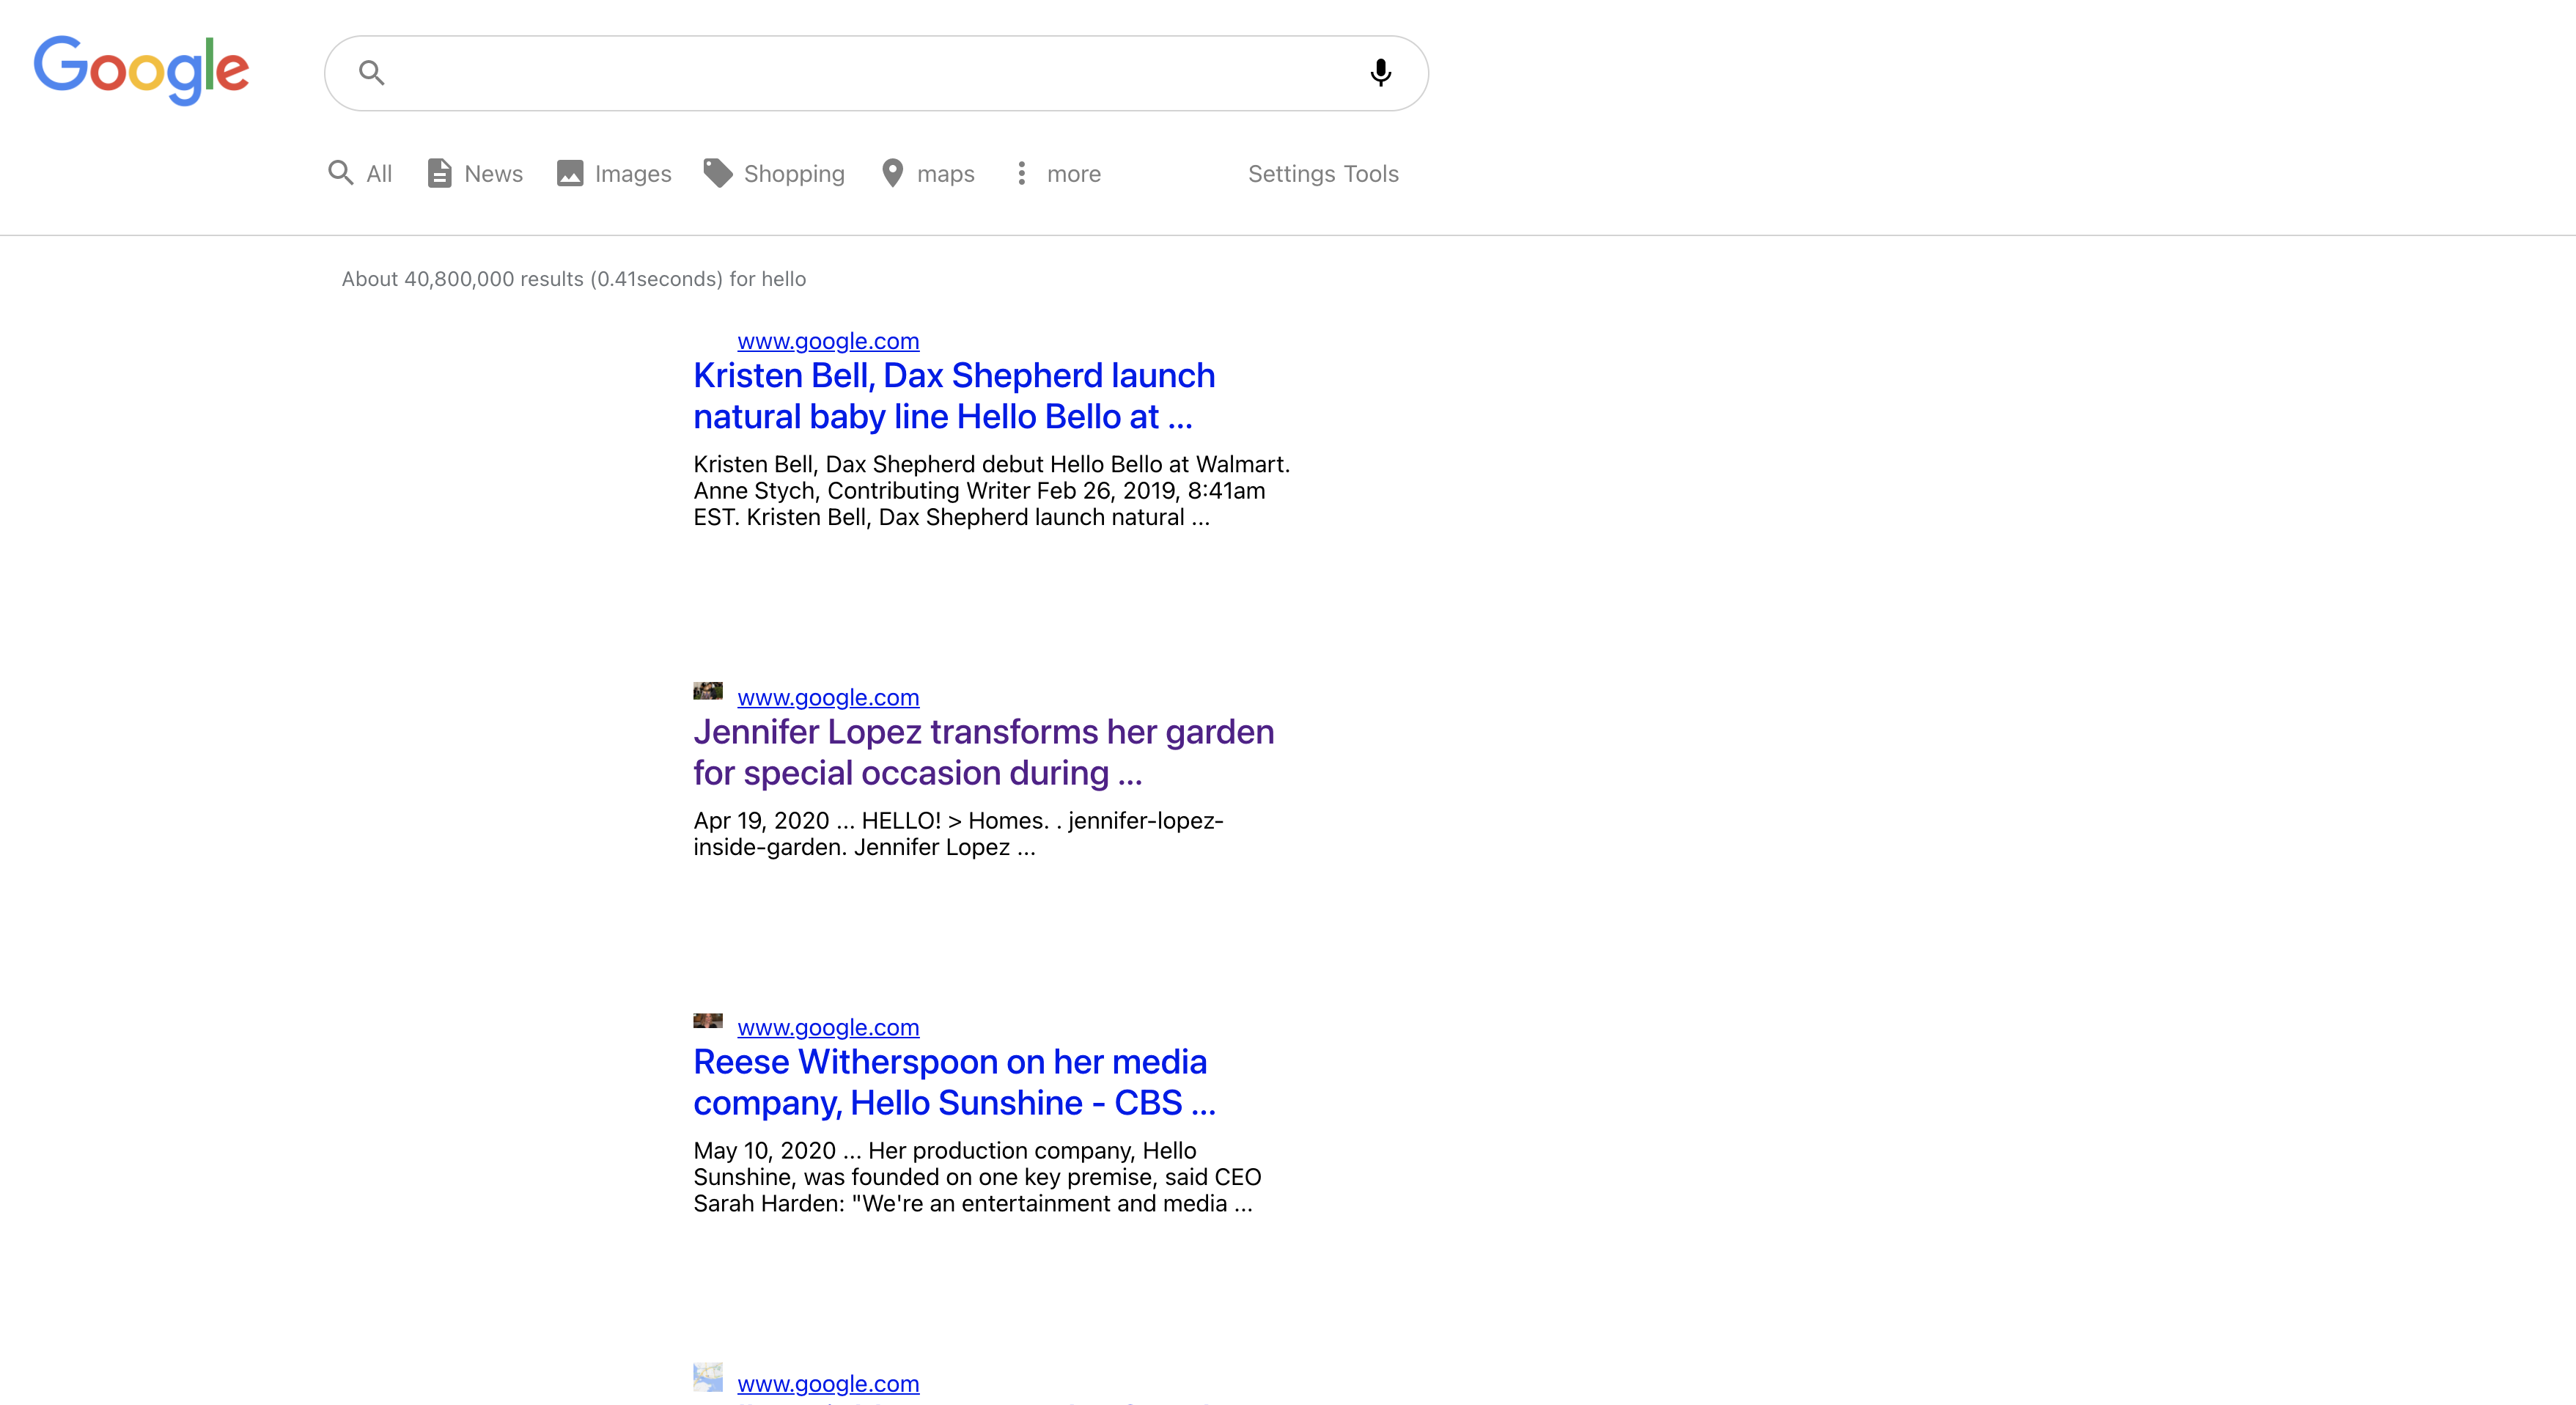 Google
All News Images Shopping maps more Settings Tools
About 40,800,000 results (0.41seconds) for hello
www.google.com
Kristen Bell, Dax Shepherd launch
natural baby line Hello Bello at ...
Kristen Bell, Dax Shepherd debut Hello Bello at Walmart.
Anne Stych, Contributing Writer Feb 26, 2019, 8:41am
EST. Kristen Bell, Dax Shepherd launch natural ...
www.google.com
Jennifer Lopez transforms her garden
for special occasion during ...
Apr 19, 2020 ... HELLO! > Homes. . jennifer-lopez-
inside-garden. Jennifer Lopez ...
www.google.com
Reese Witherspoon on her media
company, Hello Sunshine - CBS ...
May 10, 2020 ... Her production company, Hello
Sunshine, was founded on one key premise, said CEO
Sarah Harden: "We're an entertainment and media ...
www.google.com